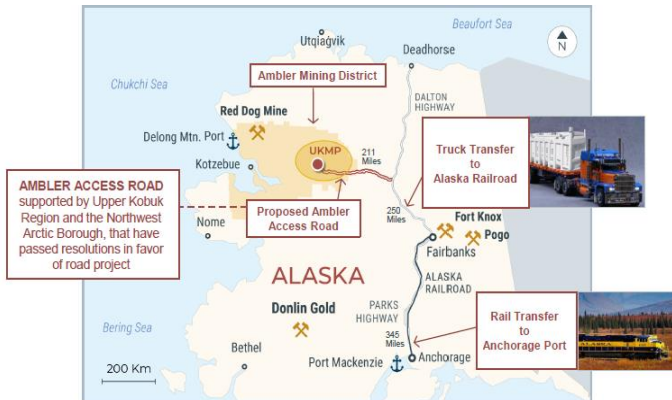 Beaufort Sea
Utqiaġvik
Deadhorse
N
Chukchi Sea
Ambler Mining District
DALTON
HIGHWAY
Red Dog Mine
Delong Mtn. Port
Kotzebue
UKMP
211
Miles
Truck Transfer
to
Alaska Railroad
AMBLER ACCESS ROAD
supported by Upper Kobuk
Region and the Northwest
Arctic Borough, that have
passed resolutions in favor
of road project
Nome
Proposed Ambler
Access Road
250
Miles
Fort Knox
Pogo
Fairbanks
ALASKA
ALASKA
RAILROAD
Donlin Gold
PARKS
HIGHWAY
Bering Sea
345
Miles
Rail Transfer
to
Anchorage Port
Bethel
Port Mackenzie
Anchorage
200 Km
ALASKA